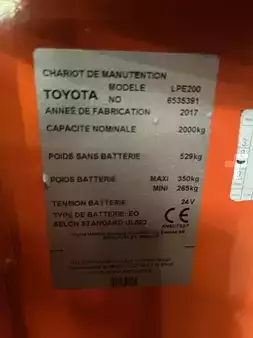 CHARIOT DE MANUTENTION
TOYOTA MODELE LPE200
NO 6535391
ANNEE DE FABRICATION 2017
CAPACITE NOMINALE 2000kg
POIDS SANS BATTERIE 529kg
POIDS BATTERIE MAXI 350kg
MINI 265kg
TENSION BATTERIE 24V
TYPE DE BATTERIE: EO
SELON STANDARD
CE